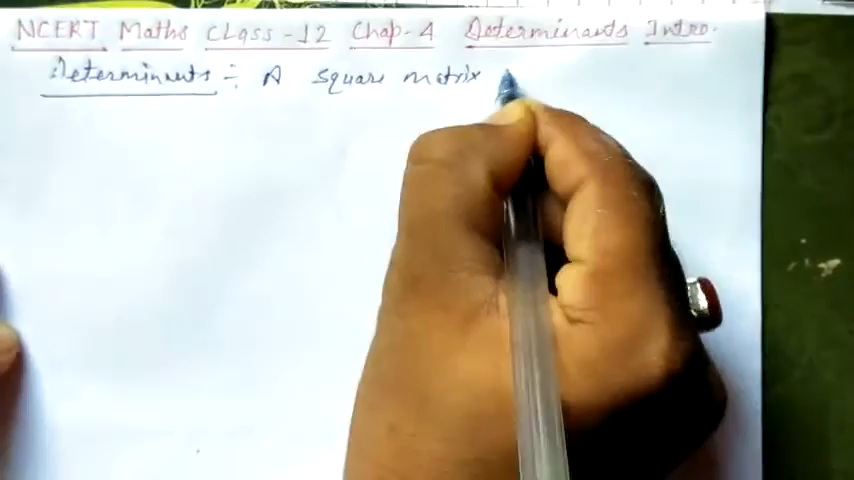 NCERT Maths Class-12 Chap-4 Determinants Intro.
Determinants ÷ A square matrix